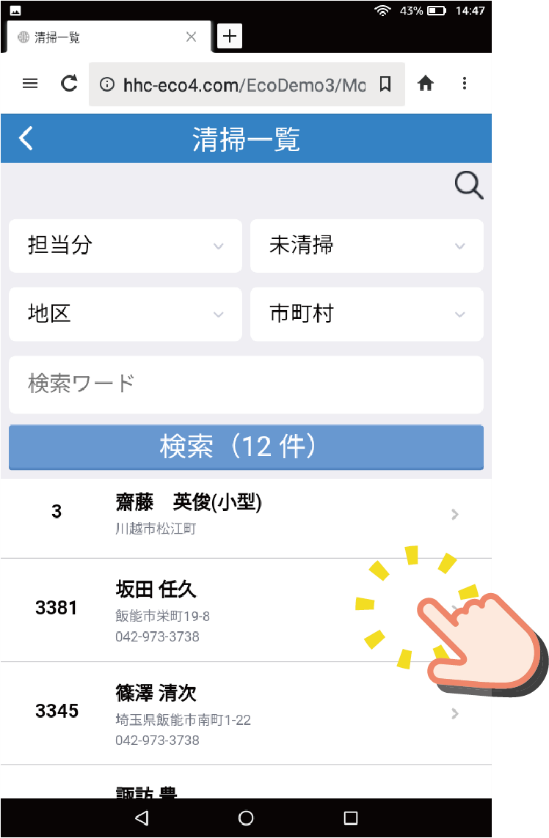 43% 14:47
清掃一覧
hhc-eco4.com/EcoDemo3/Mo
清掃一覧
担当分 未清掃
地区 市町村
検索ワード
検索（12 件）
3 齋藤　英俊(小型)
川越市松江町
3381 坂田 任久
飯能市栄町19-8
042-973-3738
3345 篠澤 清次
埼玉県飯能市南町1-22
042-973-3738
諏訪 豊